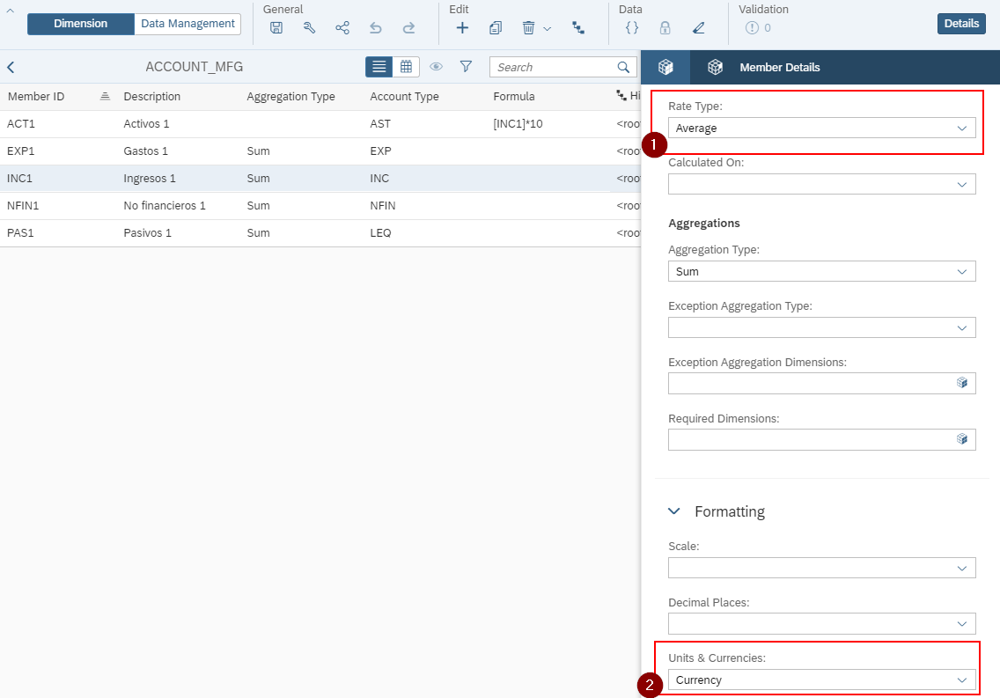 General
Edit
Data
Validation
Dimension
Data Management
0
Details
ACCOUNT_MFG
Search
Member ID Description Aggregation Type Account Type Formula Hi
ACT1 Activos 1 AST [INC1]*10 <roo
EXP1 Gastos 1 Sum EXP <roo
INC1 Ingresos 1 Sum INC <roo
NFIN1 No financieros 1 Sum NFIN <roo
PAS1 Pasivos 1 Sum LEQ <roo
Member Details
Rate Type:
Average
1
Calculated On:
Aggregations
Aggregation Type:
Sum
Exception Aggregation Type:
Exception Aggregation Dimensions:
Required Dimensions:
Formatting
Scale:
Decimal Places:
Units & Currencies:
Currency
2